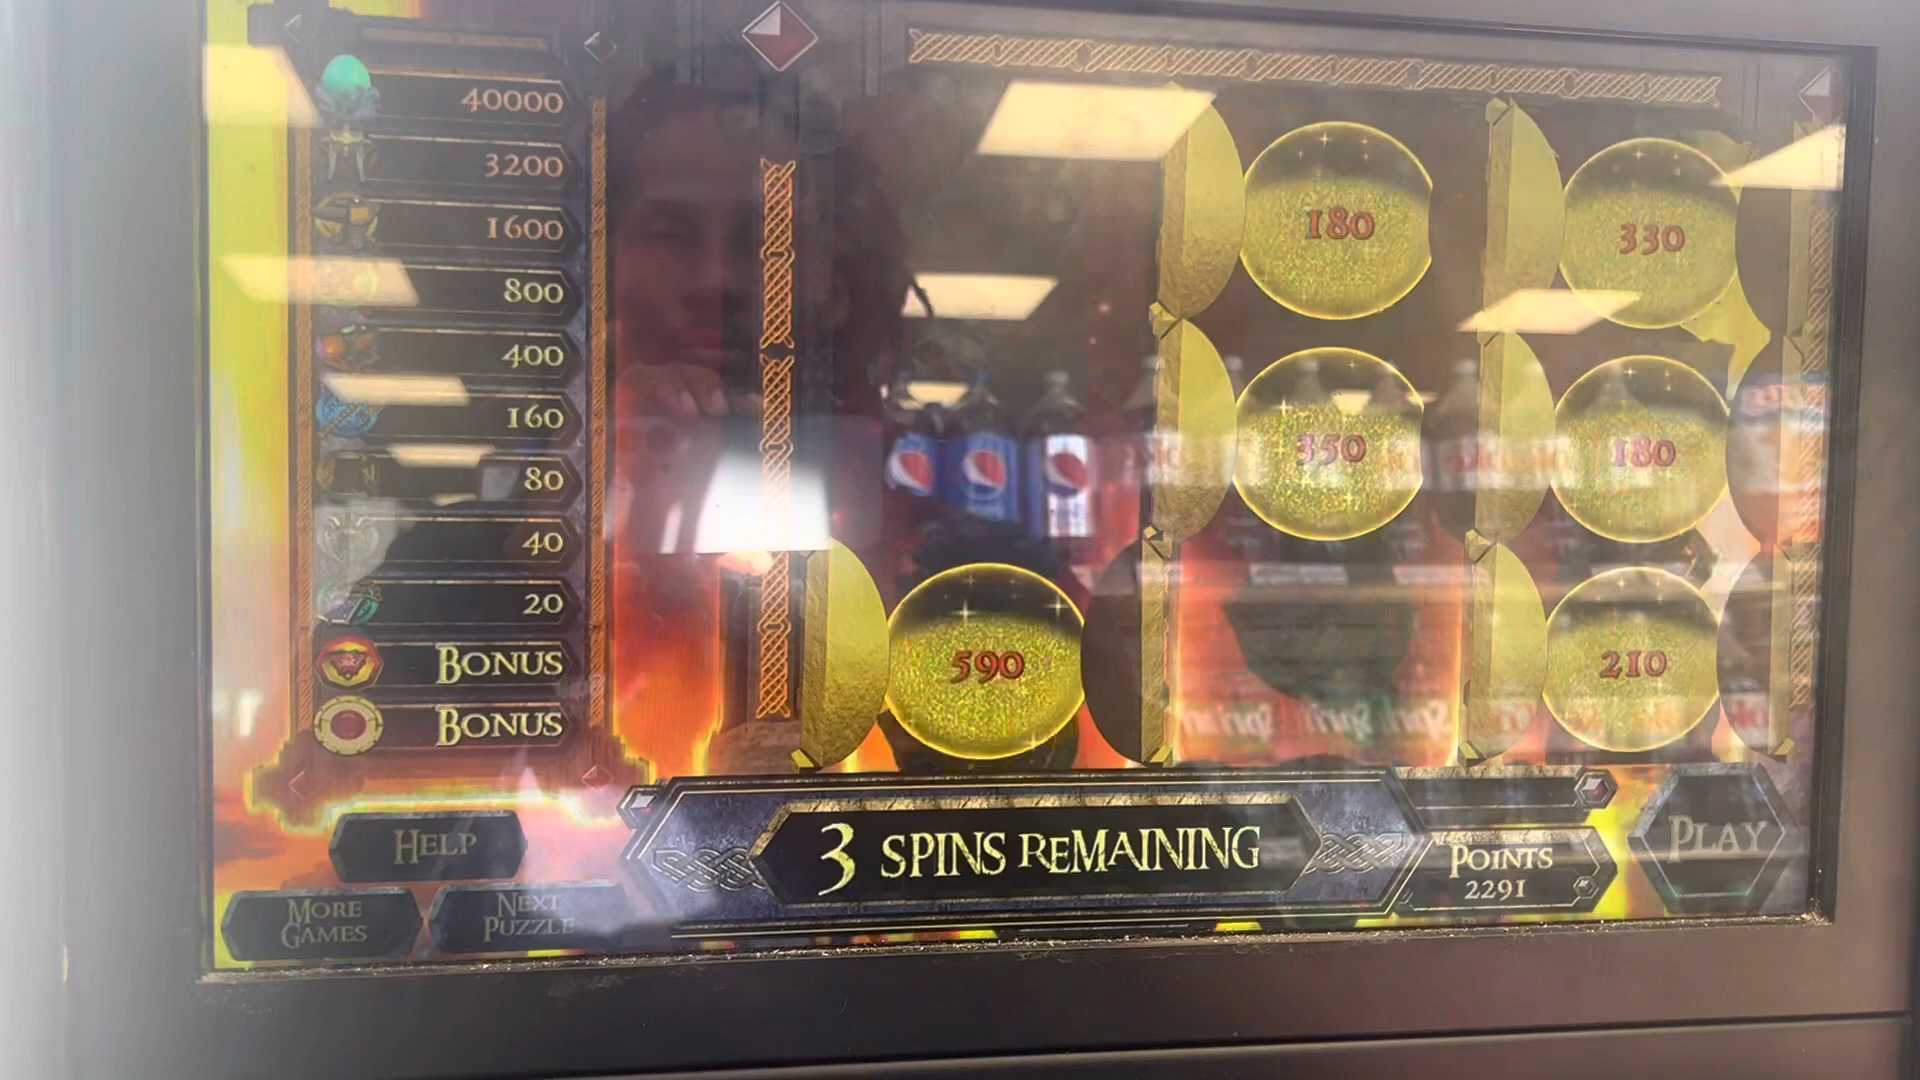 40000
3200
1600
800
400
160
80
40
20
BONUS
BONUS
180
330
350
180
590
210
HELP
MORE
GAMES
NEXT
PUZZLE
3 SPINS REMAINING
POINTS
2291
PLAY